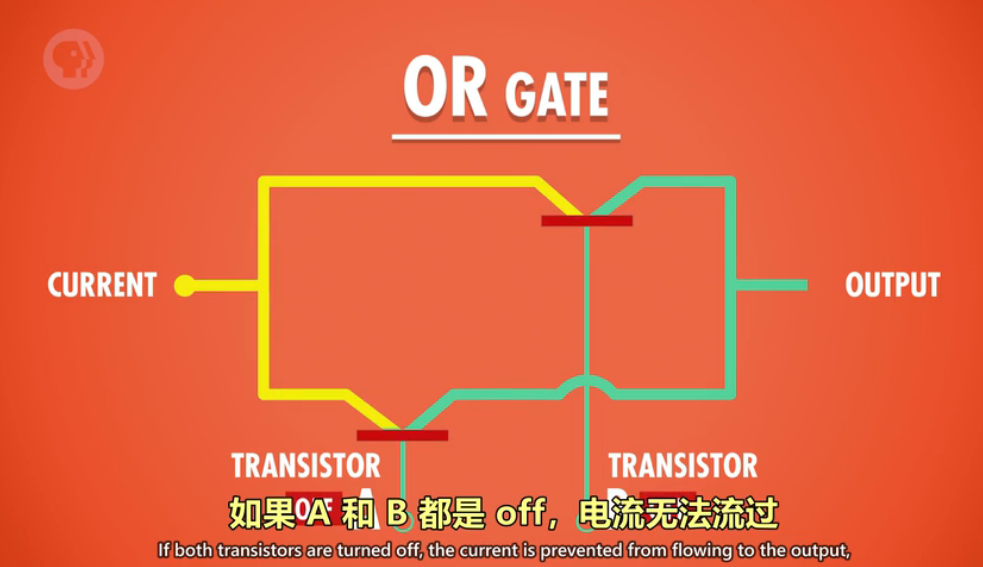 OR GATE
CURRENT
OUTPUT
TRANSISTOR
TRANSISTOR
A
如果 A 和 B 都是 off，电流无法流过
If both transistors are turned off, the current is prevented from flowing to the output,